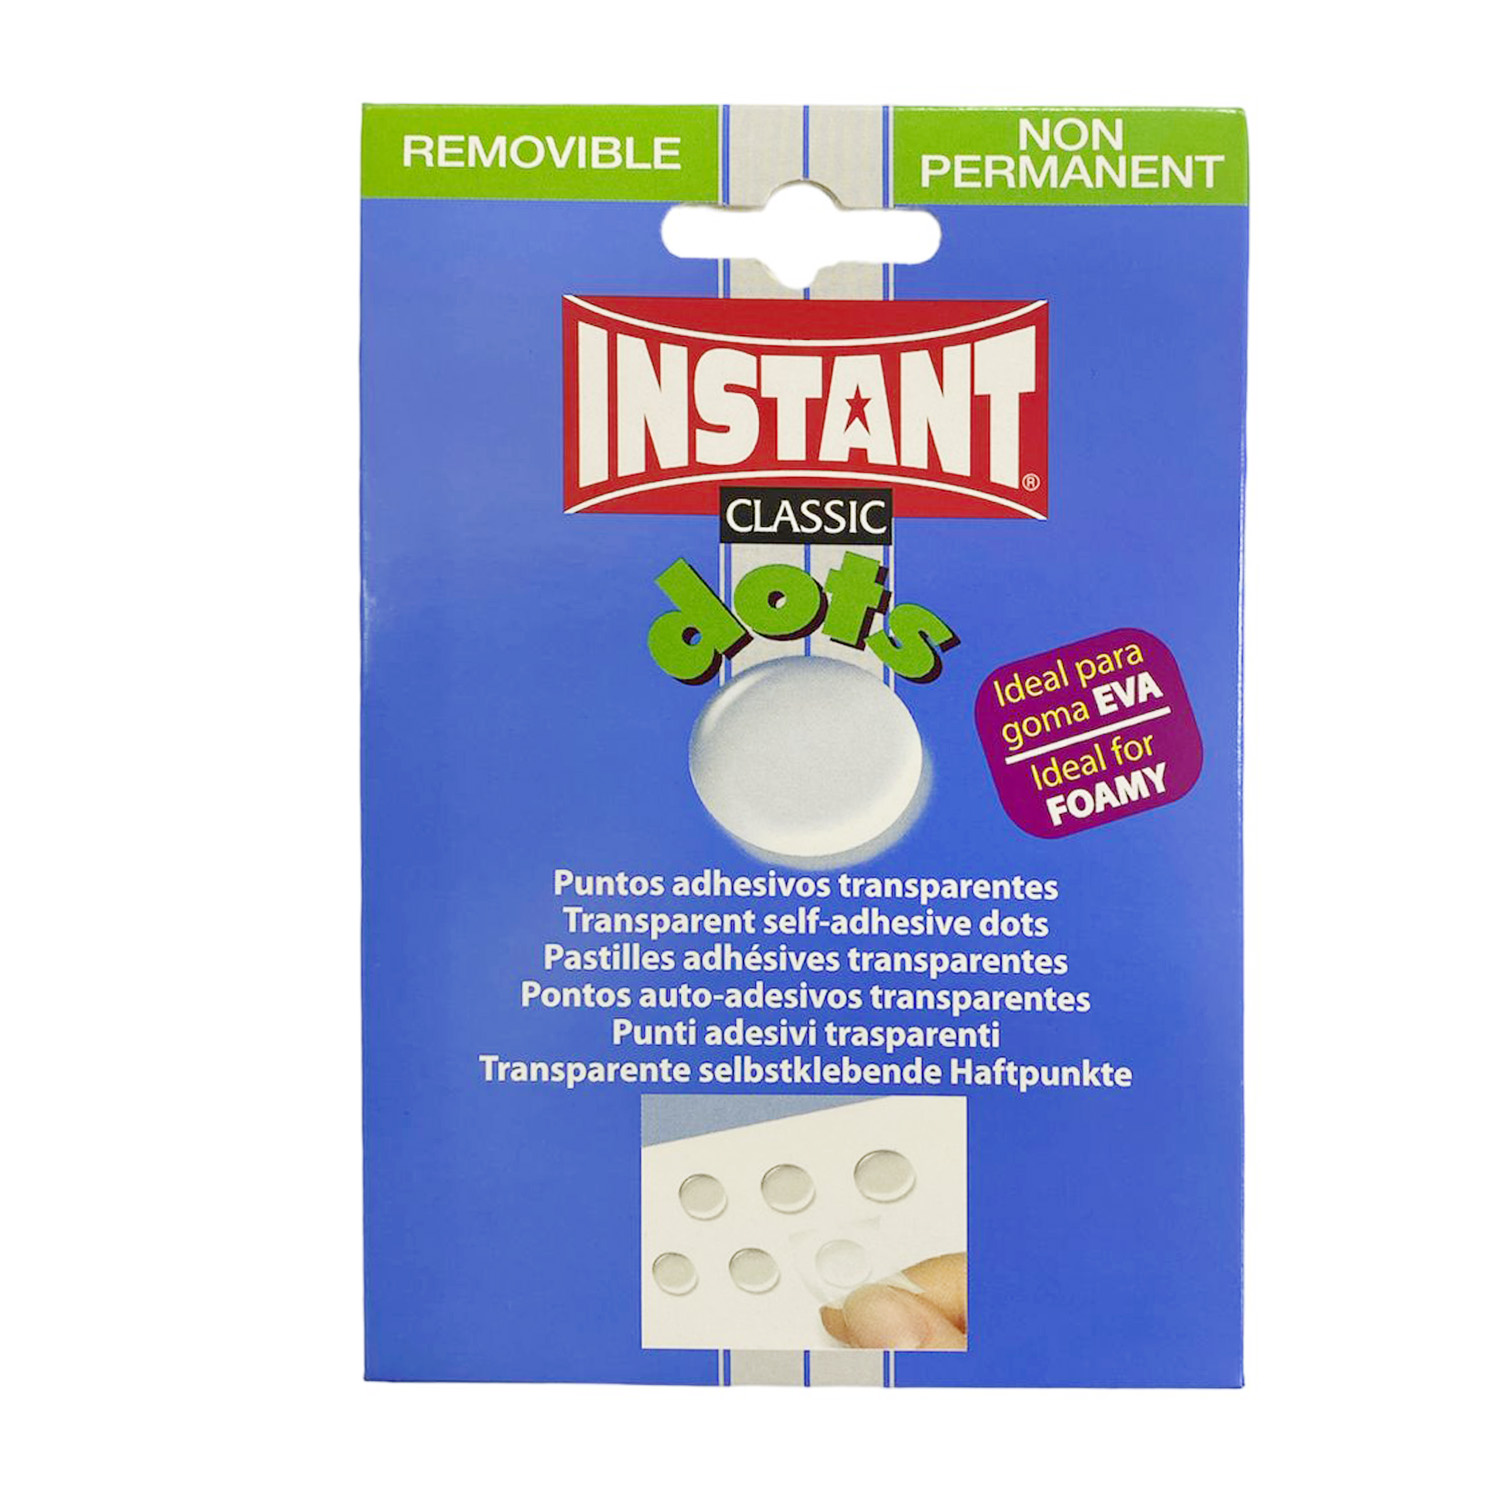 REMOVIBLE
NON
PERMANENT
INSTANT®
CLASSIC
dots
Ideal para
goma EVA
Ideal for
FOAMY
Puntos adhesivos transparentes
Transparent self-adhesive dots
Pastilles adhésives transparentes
Pontos auto-adesivos transparentes
Punti adesivi trasparenti
Transparente selbstklebende Haftpunkte